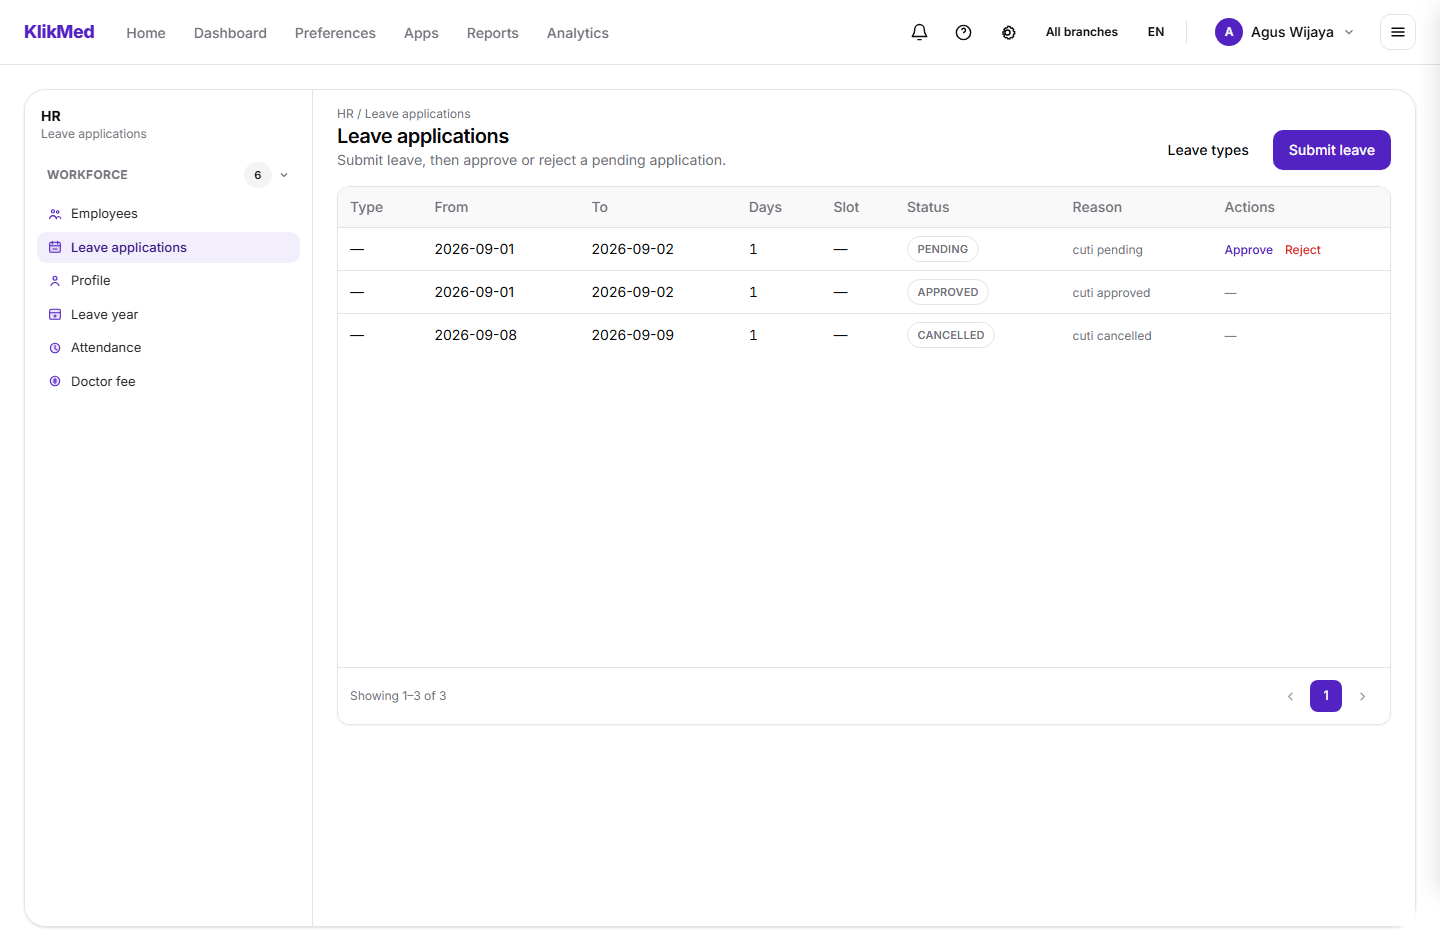 KlikMed Home Dashboard Preferences Apps Reports Analytics All branches EN A Agus Wijaya
HR
Leave applications
WORKFORCE 6
Employees
Leave applications
Profile
Leave year
Attendance
Doctor fee
HR / Leave applications
Leave applications
Submit leave, then approve or reject a pending application.
Leave types Submit leave
Type From To Days Slot Status Reason Actions
— 2026-09-01 2026-09-02 1 — PENDING cuti pending Approve Reject
— 2026-09-01 2026-09-02 1 — APPROVED cuti approved —
— 2026-09-08 2026-09-09 1 — CANCELLED cuti cancelled —
Showing 1–3 of 3 1